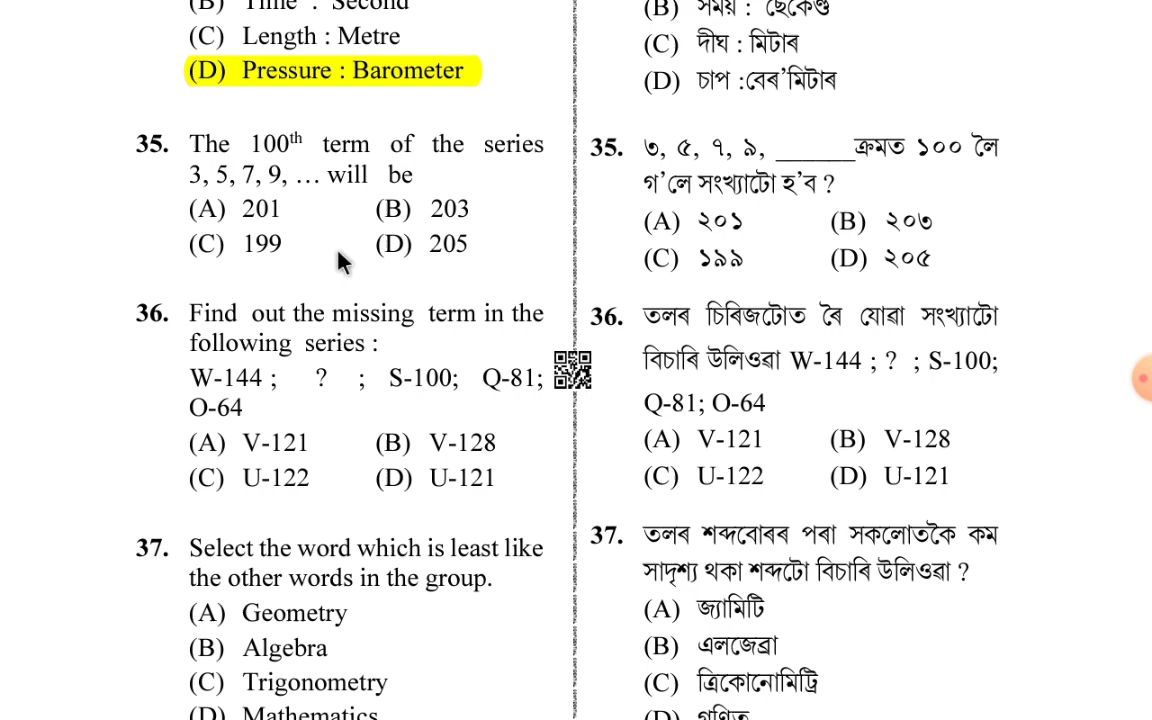 (B) Time : Second
(C) Length : Metre
(D) Pressure : Barometer
35. The 100th term of the series
3, 5, 7, 9, … will be
(A) 201 (B) 203
(C) 199 (D) 205
36. Find out the missing term in the
following series :
W-144 ; ? ; S-100; Q-81;
O-64
(A) V-121 (B) V-128
(C) U-122 (D) U-121
37. Select the word which is least like
the other words in the group.
(A) Geometry
(B) Algebra
(C) Trigonometry
(D) Mathematics
(B) সময় : ছেকেণ্ড
(C) দীঘ : মিটাৰ
(D) চাপ :বেৰ’মিটাৰ
35. ৩, ৫, ৭, ৯, ______ক্ৰমত ১০০ লৈ
গ’লে সংখ্যাটো হ’ব ?
(A) ২০১ (B) ২০৩
(C) ১৯৯ (D) ২০৫
36. তলৰ চিৰিজটোত ৰৈ যোৱা সংখ্যাটো
বিচাৰি উলিওৱা W-144 ; ? ; S-100;
Q-81; O-64
(A) V-121 (B) V-128
(C) U-122 (D) U-121
37. তলৰ শব্দবোৰৰ পৰা সকলোতকৈ কম
সাদৃশ্য থকা শব্দটো বিচাৰি উলিওৱা ?
(A) জ্যামিটি
(B) এলজেব্ৰা
(C) ত্ৰিকোনোমিট্ৰি
(D) গণিত